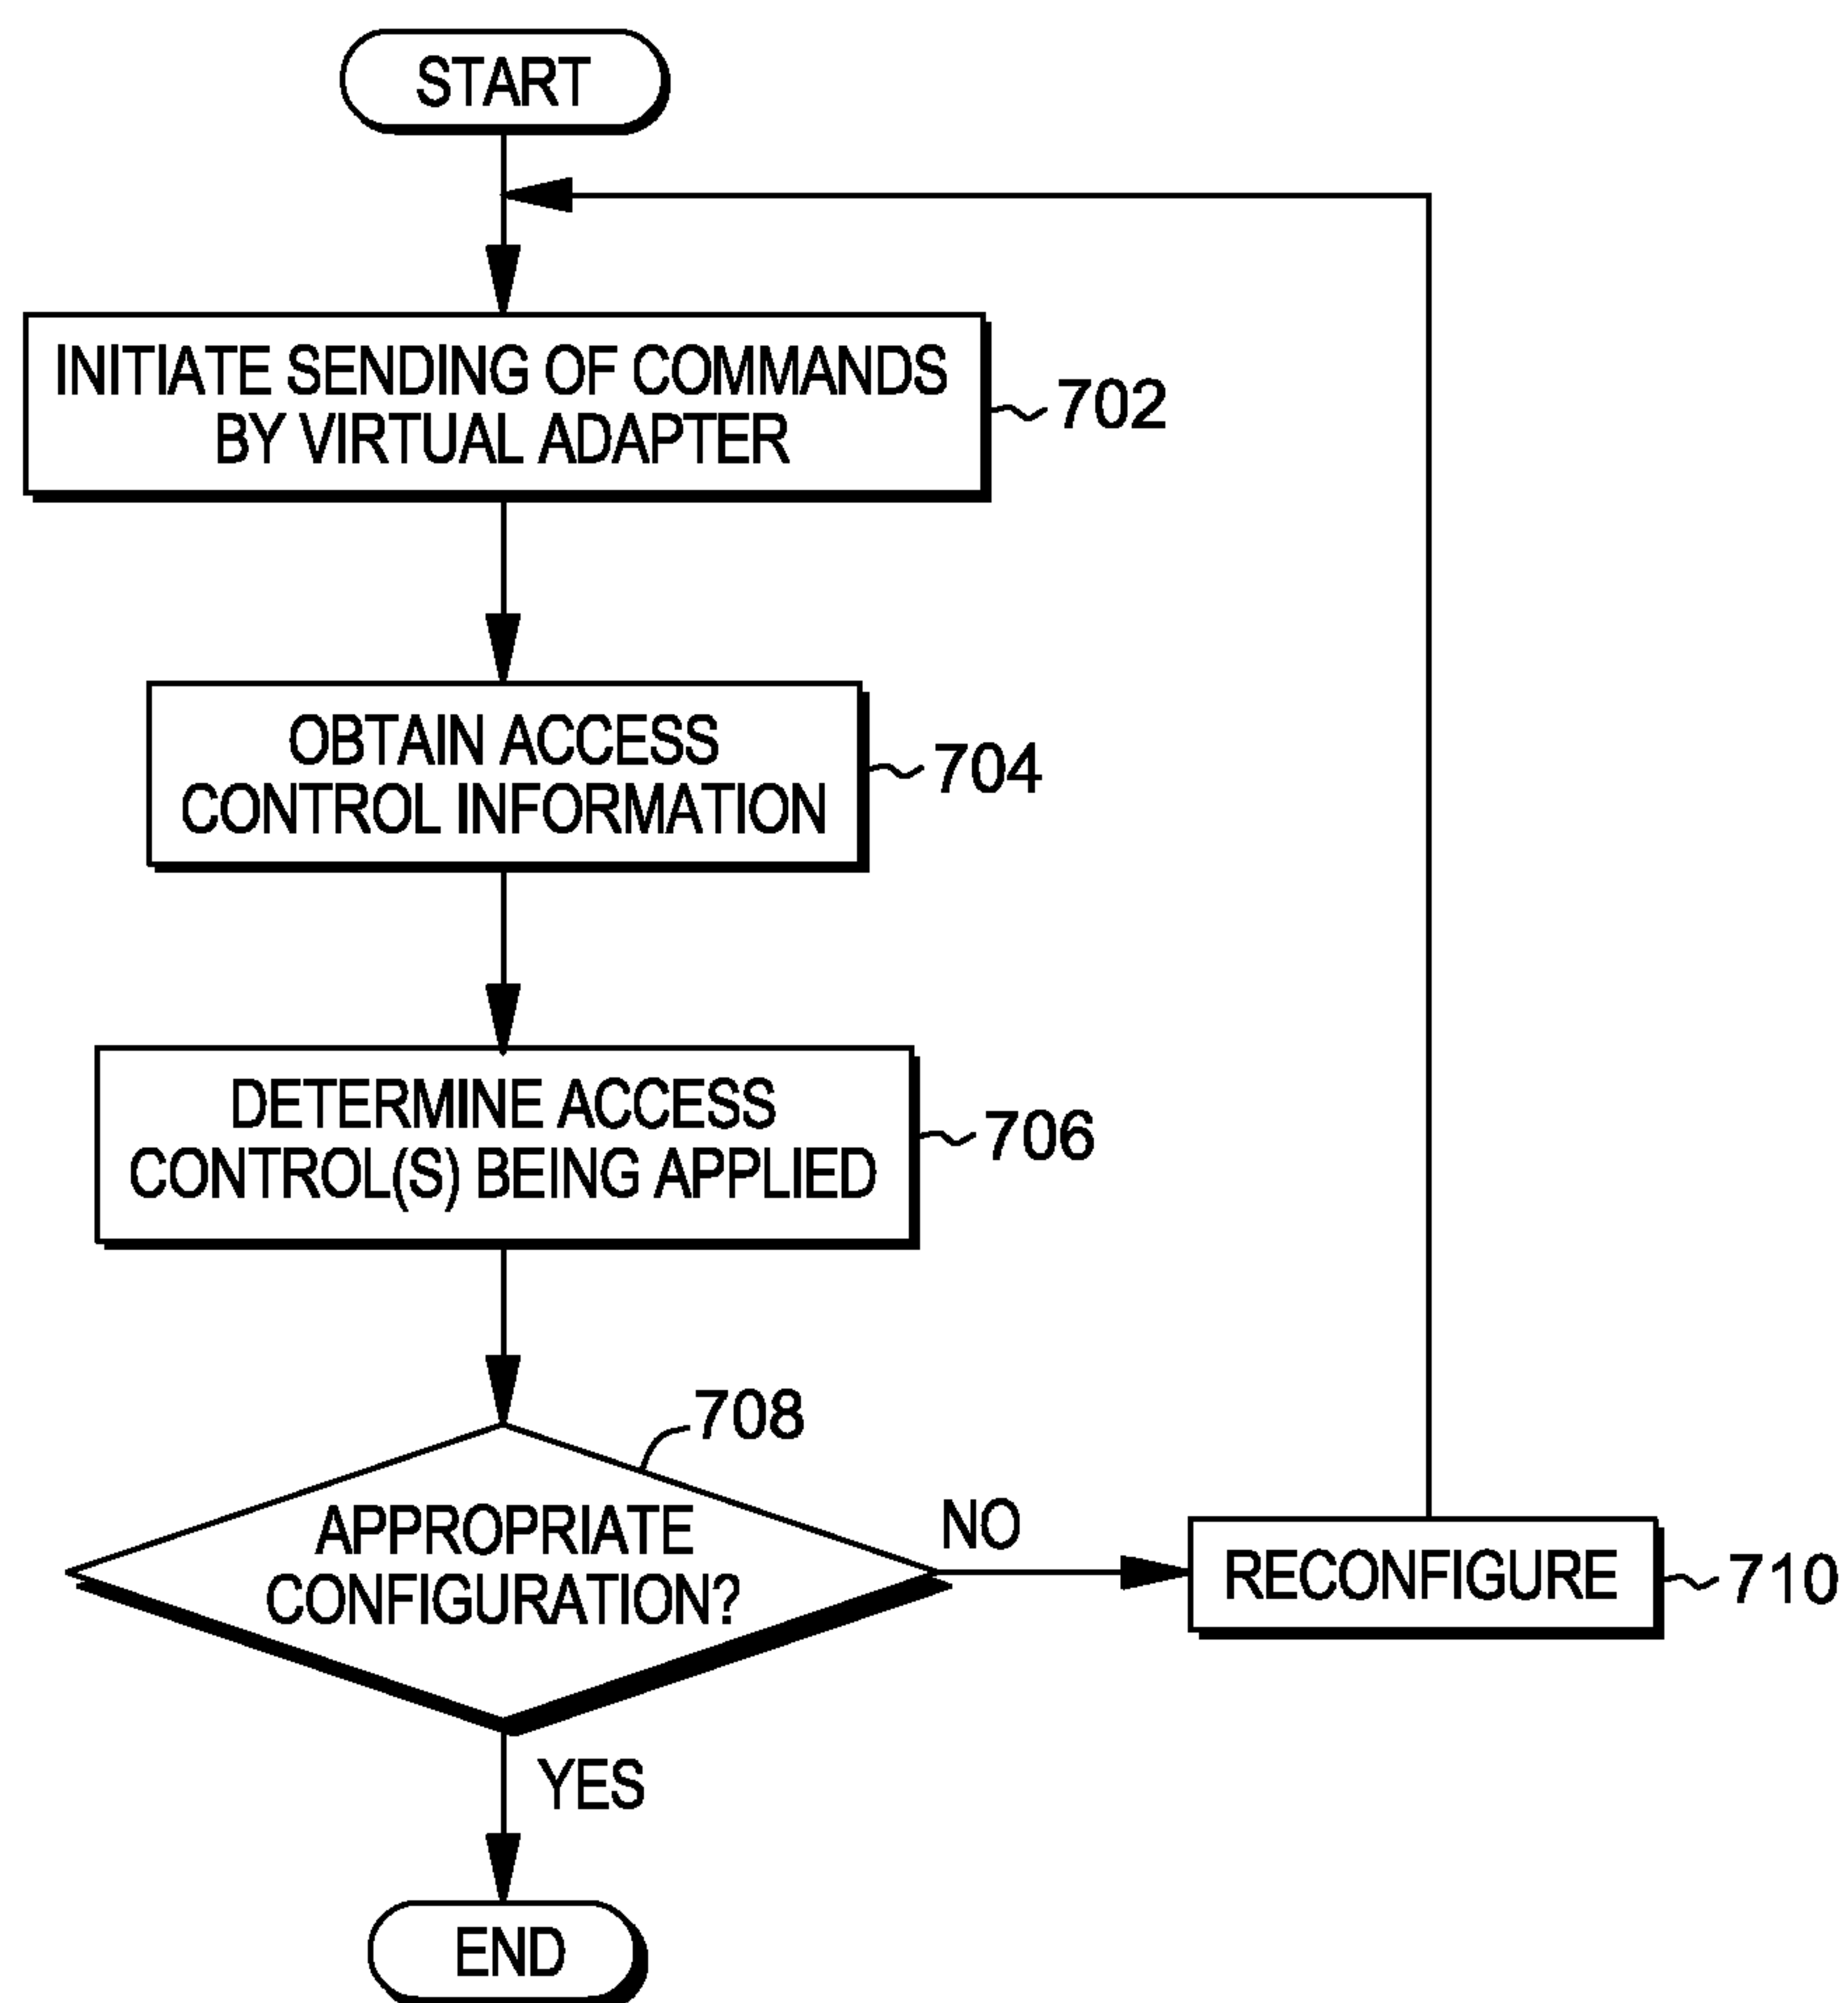 START
INITIATE SENDING OF COMMANDS
BY VIRTUAL ADAPTER
702
OBTAIN ACCESS
CONTROL INFORMATION
704
DETERMINE ACCESS
CONTROL(S) BEING APPLIED
706
708
APPROPRIATE
CONFIGURATION?
NO
RECONFIGURE
710
YES
END